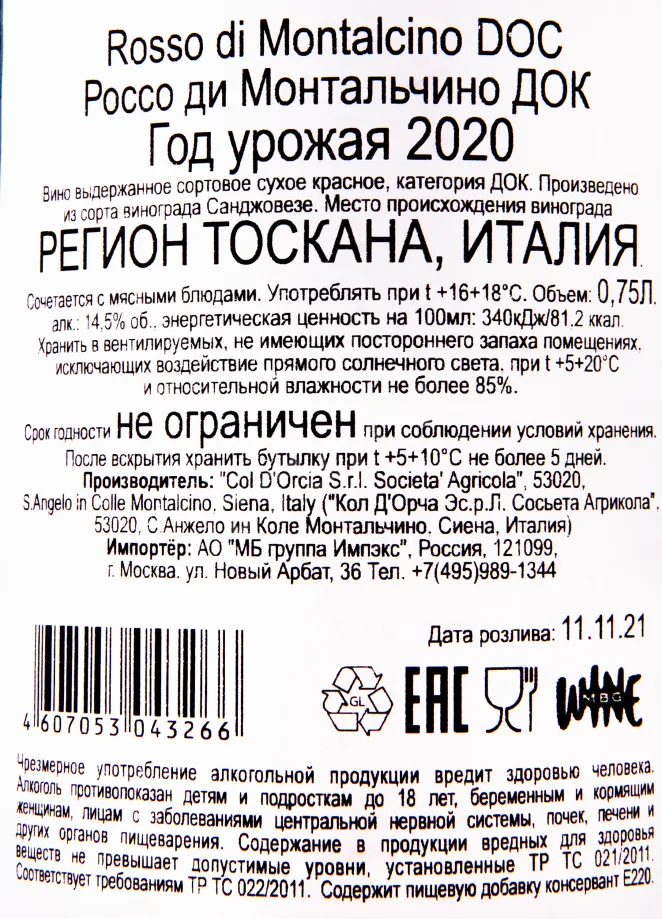 Rosso di Montalcino DOC
Россо ди Монтальчино ДОК
Год урожая 2020
Вино выдержанное сортовое сухое красное, категория ДОК. Произведено
из сорта винограда Санджовезе. Место происхождения винограда
РЕГИОН ТОСКАНА, ИТАЛИЯ.
Сочетается с мясными блюдами. Употреблять при t +16+18°С. Объем: 0,75Л.
алк.: 14,5% об., энергетическая ценность на 100мл: 340кДж/81,2 ккал.
Хранить в вентилируемых, не имеющих постороннего запаха помещениях,
исключающих воздействие прямого солнечного света, при t +5+20°С
и относительной влажности не более 85%.
Срок годности не ограничен при соблюдении условий хранения.
После вскрытия хранить бутылку при t +5+10°С не более 5 дней.
Производитель: "Col D'Orcia S.r.l. Societa' Agricola", 53020,
S.Angelo in Colle Montalcino, Siena, Italy ("Кол Д'Орча Эс.р.Л. Сосьета Агрикола",
53020, С.Анжело ин Коле Монтальчино. Сиена, Италия)
Импортёр: АО "МБ группа Импэкс", Россия, 121099,
г. Москва. ул. Новый Арбат, 36 Тел. +7(495)989-1344
Дата розлива: 11.11.21
4 607053 043266
GL
EAC
WINE
MBG
Чрезмерное употребление алкогольной продукции вредит здоровью человека.
Алкоголь противопоказан детям и подросткам до 18 лет, беременным и кормящим
женщинам, лицам с заболеваниями центральной нервной системы, почек, печени и
других органов пищеварения. Содержание в продукции вредных для здоровья
веществ не превышает допустимые уровни, установленные ТР ТС 021/2011.
Соответствует требованиям ТР ТС 022/2011. Содержит пищевую добавку консервант Е220.